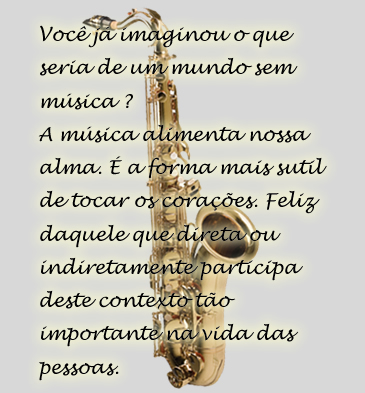 Você já imaginou o que
seria de um mundo sem
música ?
A música alimenta nossa
alma. É a forma mais sutil
de tocar os corações. Feliz
daquele que direta ou
indiretamente participa
deste contexto tão
importante na vida das
pessoas.